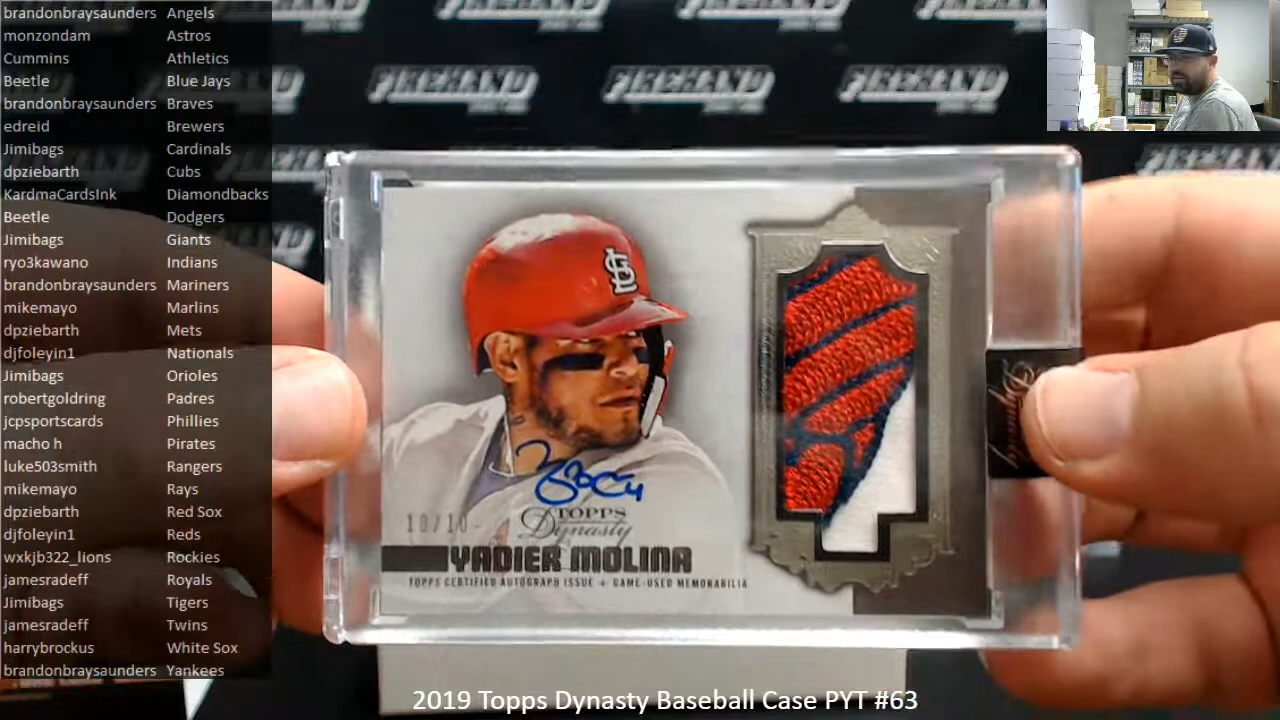 brandonbraysaunders Angels
monzondam Astros
Cummins Athletics
Beetle Blue Jays
brandonbraysaunders Braves
edreid Brewers
Jimibags Cardinals
dpziebarth Cubs
KardmaCardsInk Diamondbacks
Beetle Dodgers
Jimibags Giants
ryo3kawano Indians
brandonbraysaunders Mariners
mikemayo Marlins
dpziebarth Mets
djfoleyin1 Nationals
Jimibags Orioles
robertgoldring Padres
jcpsportscards Phillies
macho h Pirates
luke503smith Rangers
mikemayo Rays
dpziebarth Red Sox
djfoleyin1 Reds
wxkjb322_lions Rockies
jamesradeff Royals
Jimibags Tigers
jamesradeff Twins
harrybrockus White Sox
brandonbraysaunders Yankees
FIREHAND FIREHAND FIREHAND
STL
10/10
TOPPS
Dynasty
YADIER MOLINA
TOPPS CERTIFIED AUTOGRAPH ISSUE + GAME-USED MEMORABILIA
Dynasty
2019 Topps Dynasty Baseball Case PYT #63